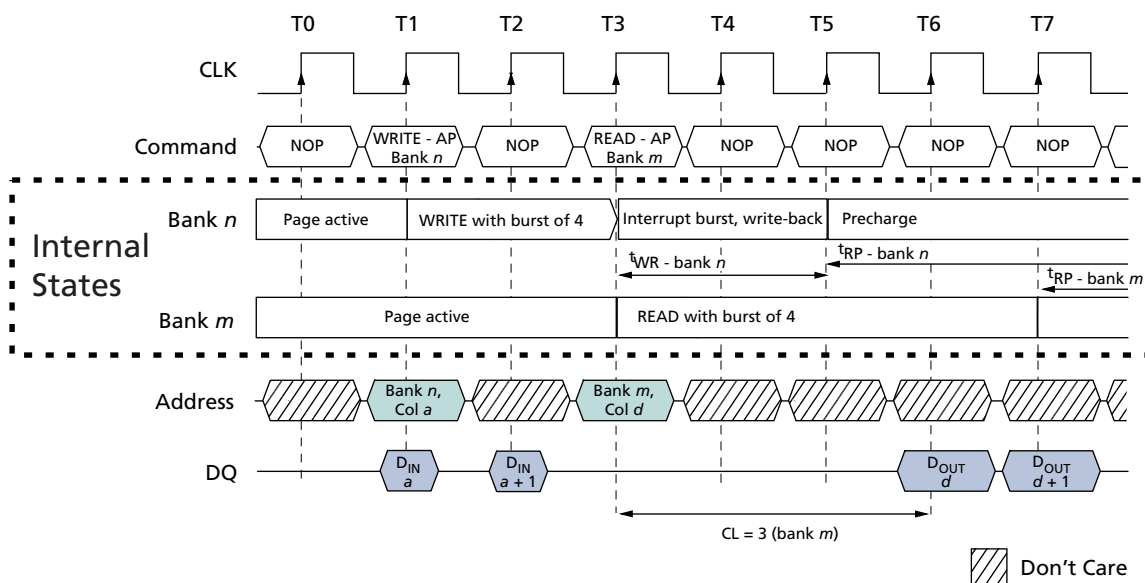 T0 T1 T2 T3 T4 T5 T6 T7
CLK
Command NOP WRITE - AP Bank n NOP READ - AP Bank m NOP NOP NOP NOP
Internal States
Bank n Page active WRITE with burst of 4 Interrupt burst, write-back Precharge
tWR - bank n tRP - bank n
tRP - bank m
Bank m Page active READ with burst of 4
Address Bank n, Col a Bank m, Col d
DQ DIN a DIN a + 1 DOUT d DOUT d + 1
CL = 3 (bank m)
Don't Care